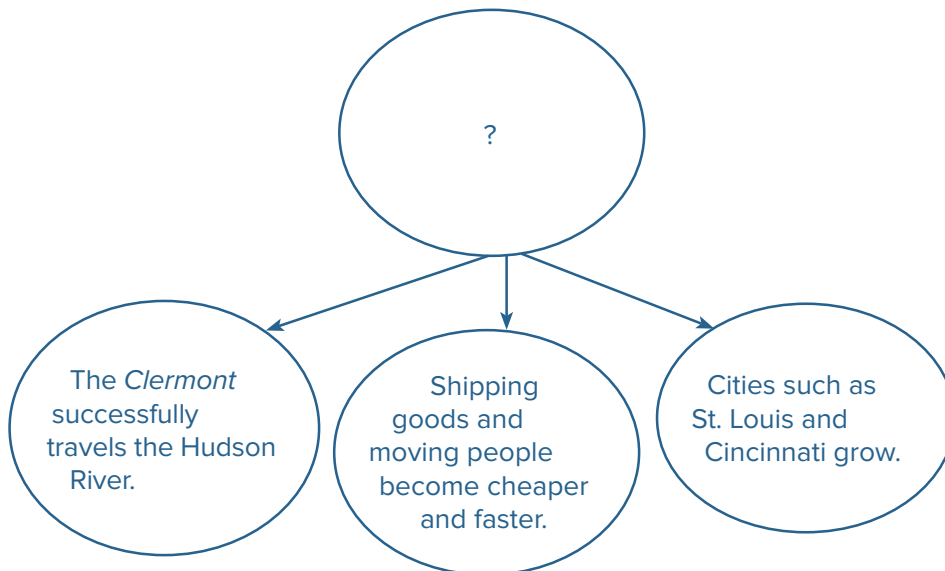 ?
The Clermont
successfully
travels the Hudson
River.
Shipping
goods and
moving people
become cheaper
and faster.
Cities such as
St. Louis and
Cincinnati grow.